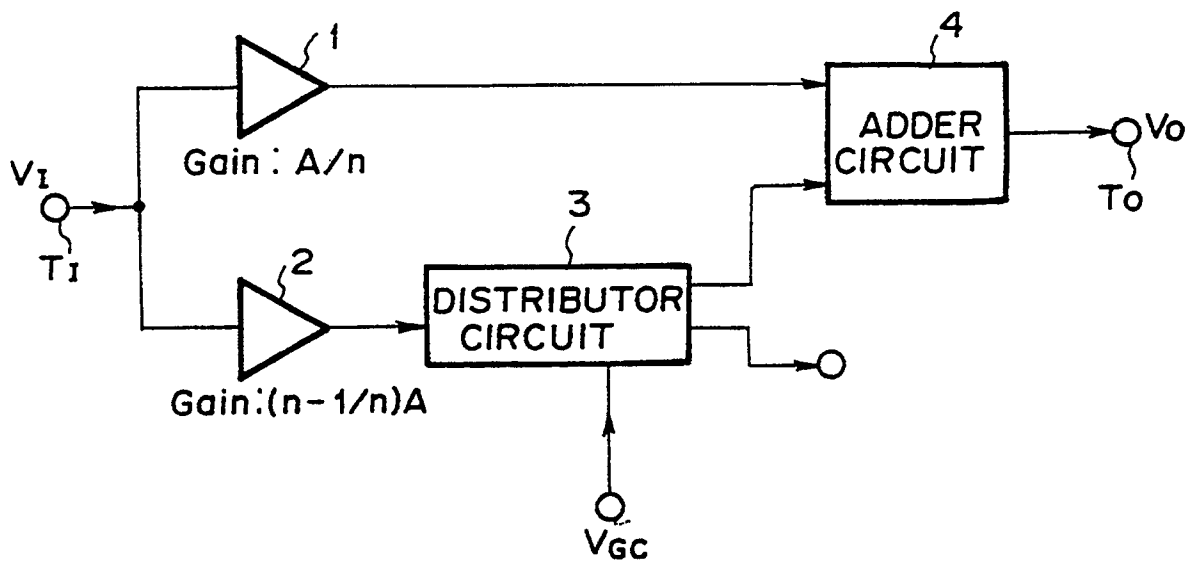 1
4
ADDER
CIRCUIT
VO
TO
Gain: A/n
VI
TI
2
3
DISTRIBUTOR
CIRCUIT
Gain:(n-1/n)A
VGC